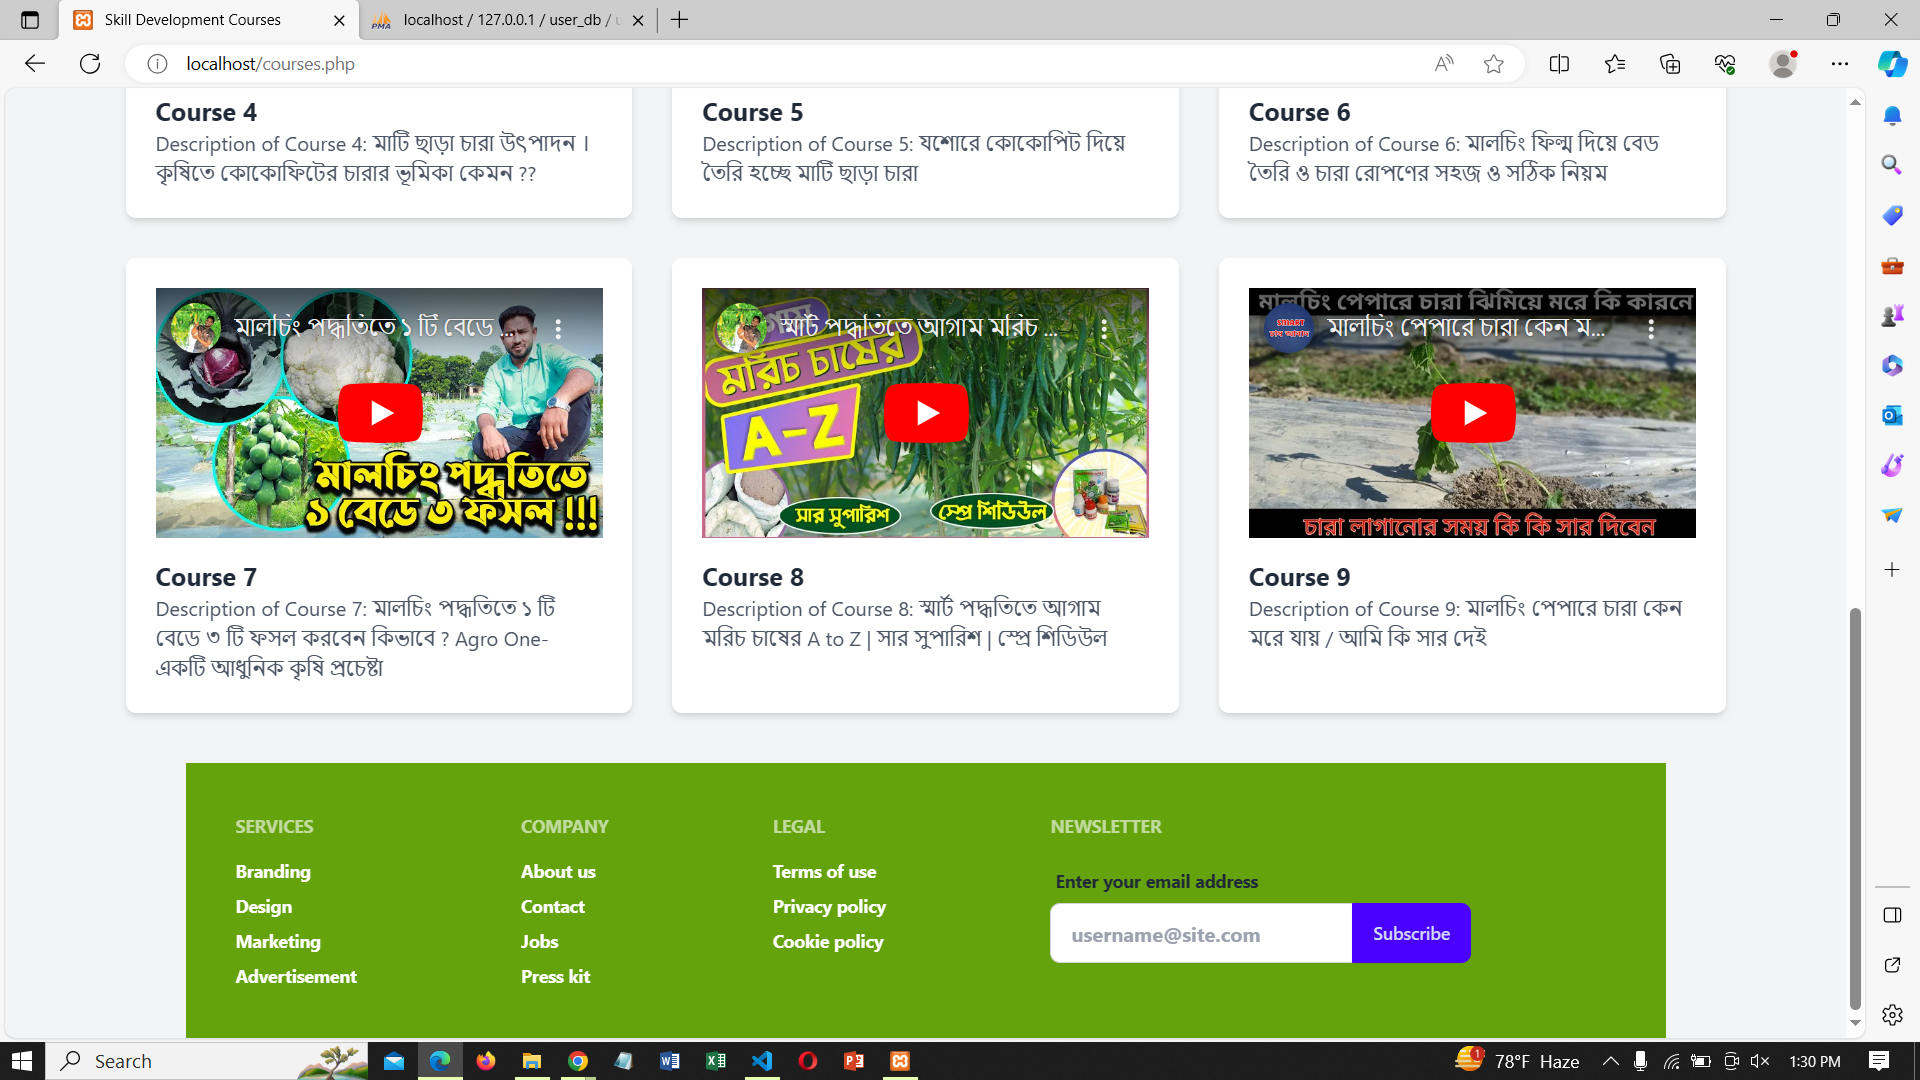 Skill Development Courses
localhost / 127.0.0.1 / user_db / u
localhost/courses.php
Course 4
Description of Course 4: মাটি ছাড়া চারা উৎপাদন ।
কৃষিতে কোকোফিটের চারার ভূমিকা কেমন ??
Course 5
Description of Course 5: যশোরে কোকোপিট দিয়ে
তৈরি হচ্ছে মাটি ছাড়া চারা
Course 6
Description of Course 6: মালচিং ফিল্ম দিয়ে বেড
তৈরি ও চারা রোপণের সহজ ও সঠিক নিয়ম
মালচিং পদ্ধতিতে ১ টি বেডে ...
মালচিং পদ্ধতিতে
১ বেডে ৩ ফসল !!!
স্মার্ট পদ্ধতিতে আগাম মরিচ ...
মরিচ চাষের
A-Z
সার সুপারিশ
স্প্রে শিডিউল
মালচিং পেপারে চারা ঝিমিয়ে মরে কি কারনে
SMART
মালচিং পেপারে চারা কেন ম...
চারা লাগানোর সময় কি কি সার দিবেন
Course 7
Description of Course 7: মালচিং পদ্ধতিতে ১ টি
বেডে ৩ টি ফসল করবেন কিভাবে ? Agro One-
একটি আধুনিক কৃষি প্রচেষ্টা
Course 8
Description of Course 8: স্মার্ট পদ্ধতিতে আগাম
মরিচ চাষের A to Z | সার সুপারিশ | স্প্রে শিডিউল
Course 9
Description of Course 9: মালচিং পেপারে চারা কেন
মরে যায় / আমি কি সার দেই
SERVICES
Branding
Design
Marketing
Advertisement
COMPANY
About us
Contact
Jobs
Press kit
LEGAL
Terms of use
Privacy policy
Cookie policy
NEWSLETTER
Enter your email address
username@site.com
Subscribe
Search
1
78°F Haze
1:30 PM